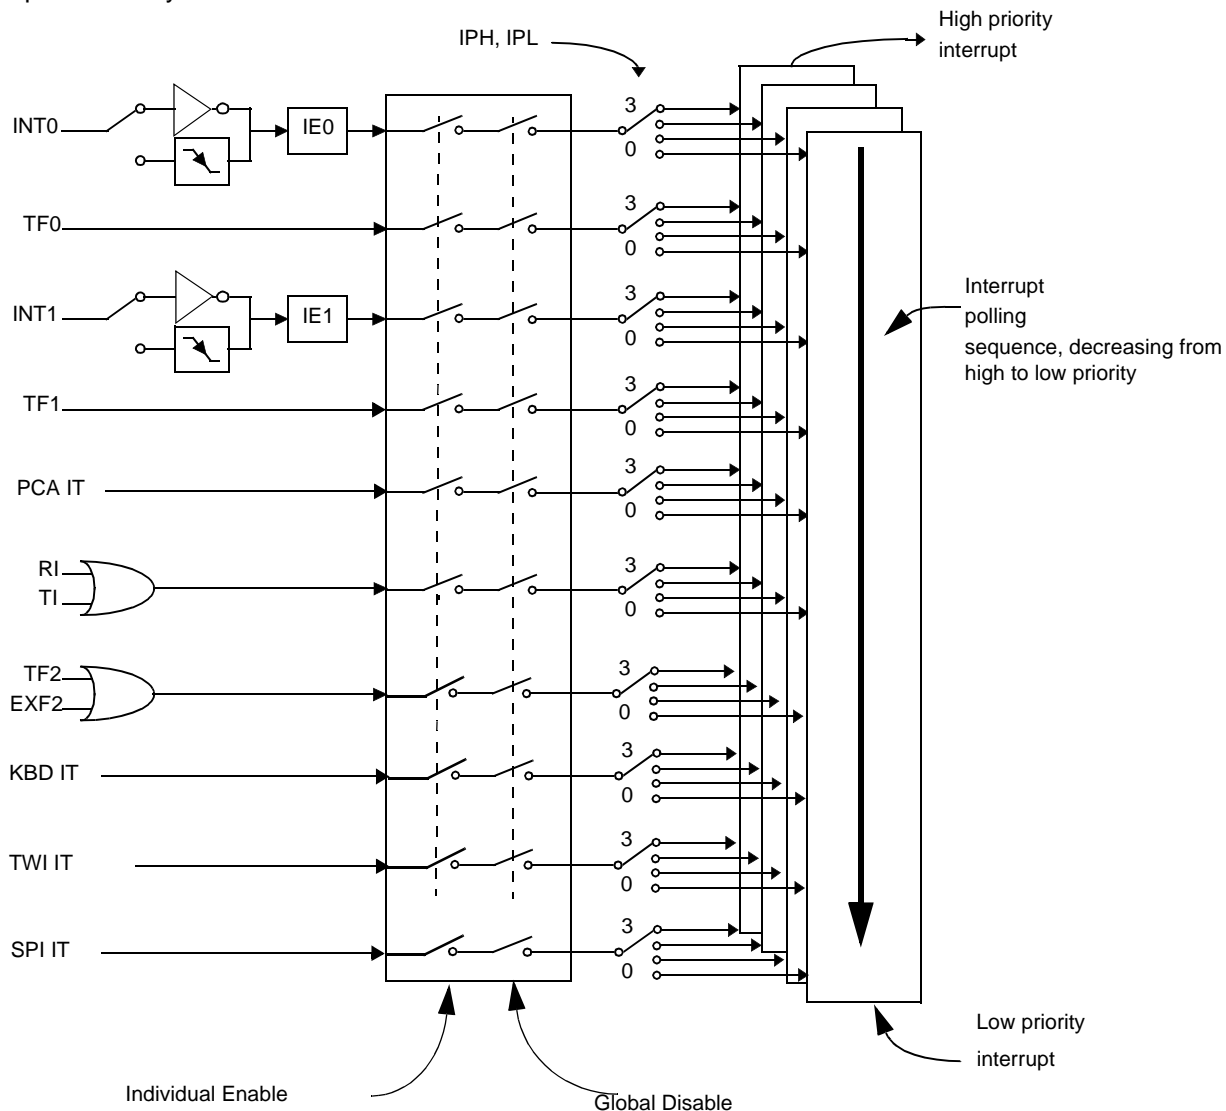 High priority
interrupt
IPH, IPL
INT0
IE0
3
0
TF0
3
0
INT1
IE1
3
0
TF1
3
0
PCA IT
3
0
RI
TI
3
0
TF2
EXF2
3
0
KBD IT
3
0
TWI IT
3
0
SPI IT
3
0
Interrupt
polling
sequence, decreasing from
high to low priority
Low priority
interrupt
Individual Enable
Global Disable